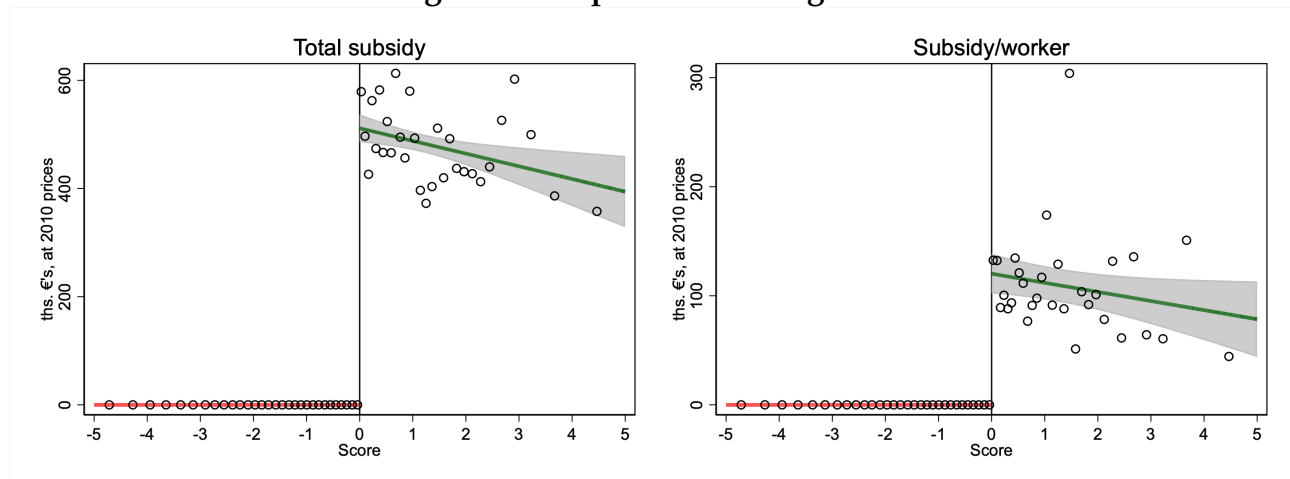 Total subsidy
ths. €'s, at 2010 prices
600
400
200
0
-5 -4 -3 -2 -1 0 1 2 3 4 5
Score
Subsidy/worker
ths. €'s, at 2010 prices
300
200
100
0
-5 -4 -3 -2 -1 0 1 2 3 4 5
Score